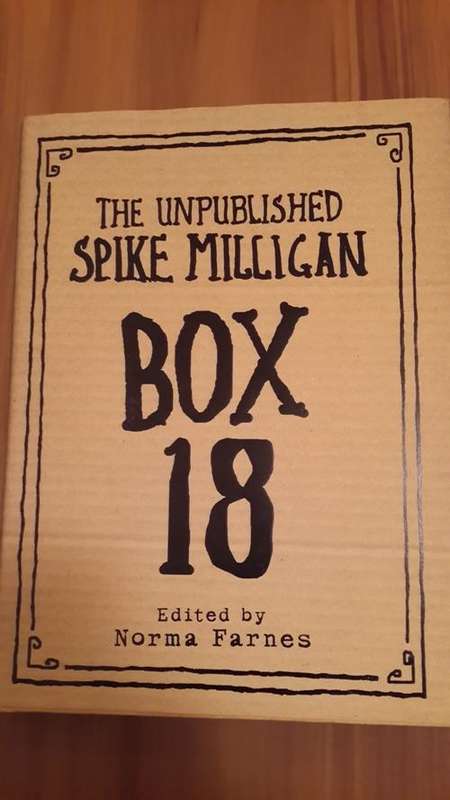 THE UNPUBLISHED
SPIKE MILLIGAN
BOX
18
Edited by
Norma Farnes